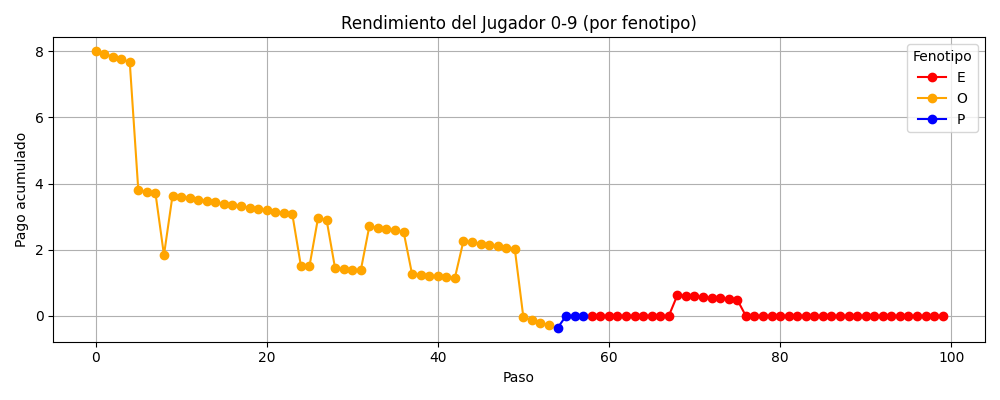 Rendimiento del Jugador 0-9 (por fenotipo)
Pago acumulado
8
6
4
2
0
Fenotipo
E
O
P
0 20 40 60 80 100
Paso